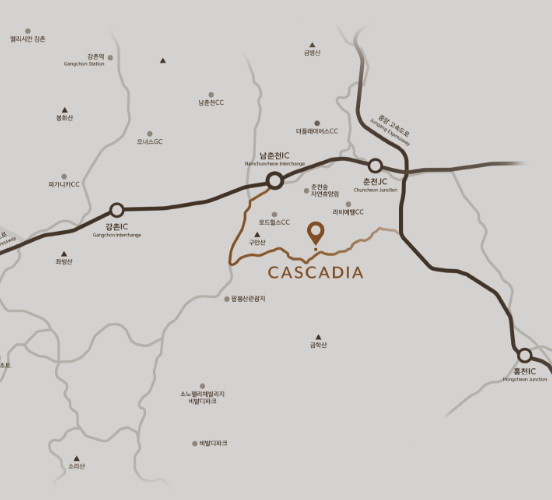 엘리시안 강촌
강촌역
Gangchon Station
금병산
남춘천CC
중앙 고속도로
Jungang Expressway
봉화산
오너스GC
더플레이어스CC
남춘천IC
Namchuncheon Interchange
춘천JC
Chuncheon Junction
파가니카CC
춘천숲
자연휴양림
강촌IC
Gangchon Interchange
로드힐스CC
라비에벨CC
구만산
좌방산
CASCADIA
팔봉산관광지
금학산
홍천IC
Hongcheon Junction
소노펠리체빌리지
비발디파크
비발디파크
소리산